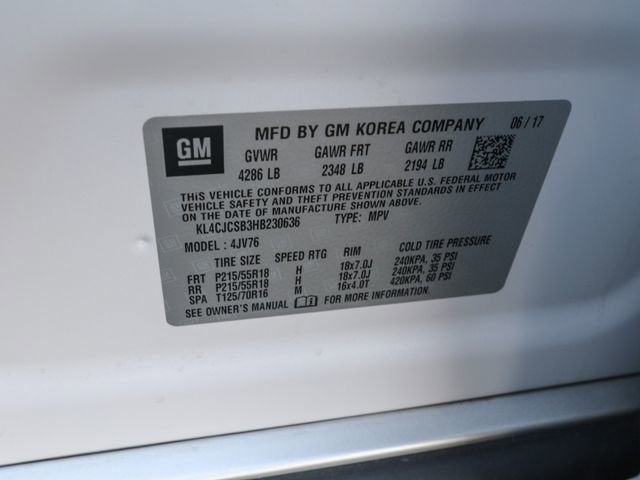 GM
MFD BY GM KOREA COMPANY 06/17
GVWR GAWR FRT GAWR RR
4286 LB 2348 LB 2194 LB
THIS VEHICLE CONFORMS TO ALL APPLICABLE U.S. FEDERAL MOTOR
VEHICLE SAFETY AND THEFT PREVENTION STANDARDS IN EFFECT
ON THE DATE OF MANUFACTURE SHOWN ABOVE.
KL4CJCSB3HB230636 TYPE: MPV
MODEL: 4JV76
TIRE SIZE SPEED RTG RIM COLD TIRE PRESSURE
FRT P215/55R18 H 18x7.0J 240KPA, 35 PSI
RR P215/55R18 H 18x7.0J 240KPA, 35 PSI
SPA T125/70R16 M 16x4.0T 420KPA, 60 PSI
SEE OWNER'S MANUAL FOR MORE INFORMATION.